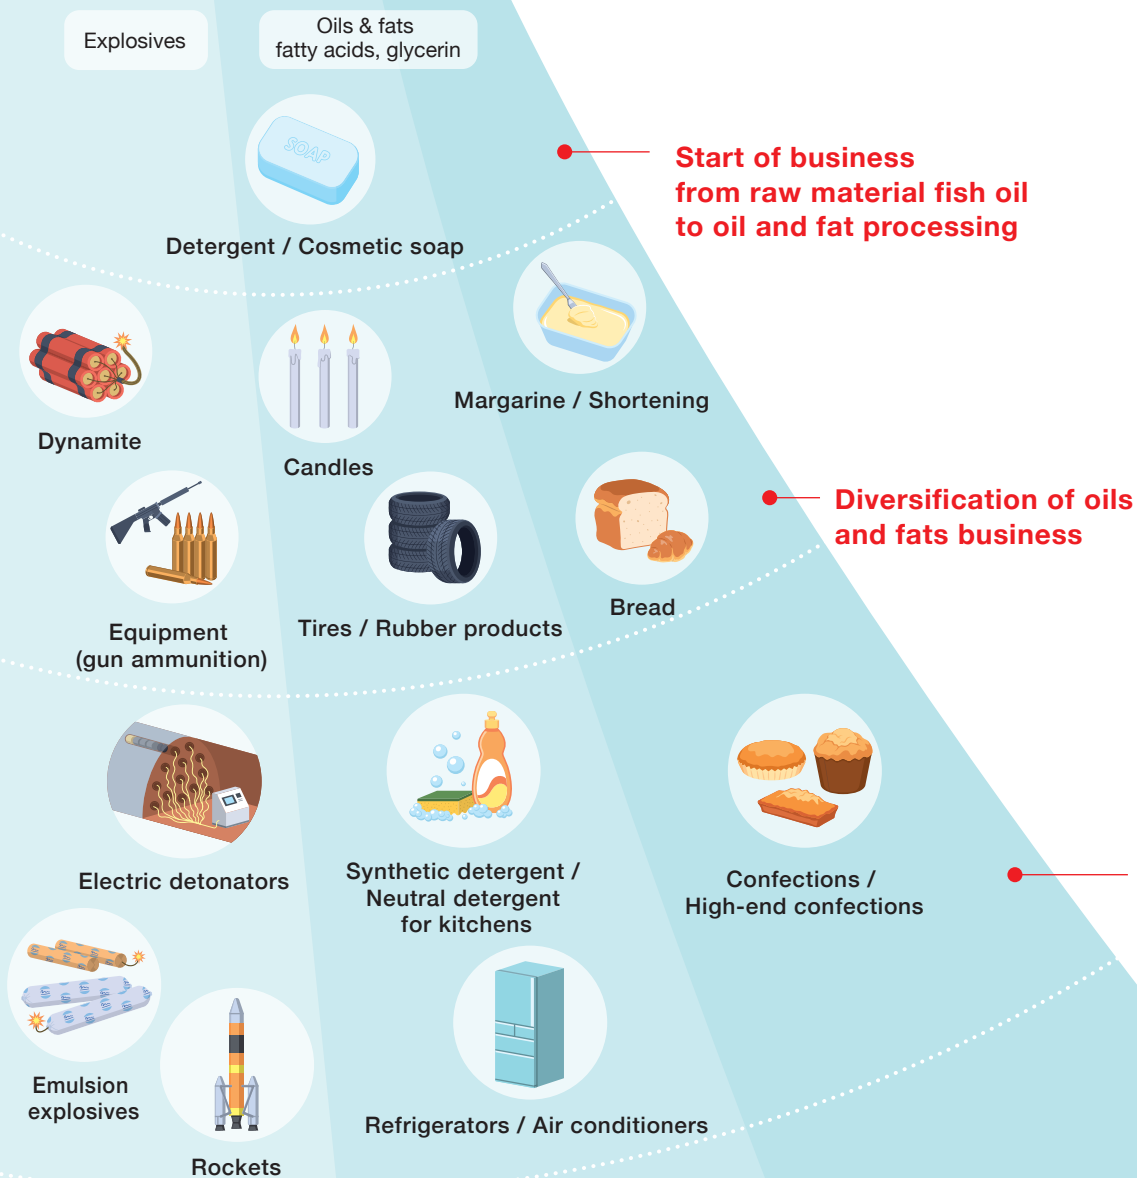 Explosives
Oils & fats
fatty acids, glycerin
SOAP
Detergent / Cosmetic soap
Start of business
from raw material fish oil
to oil and fat processing
Dynamite
Candles
Margarine / Shortening
Equipment
(gun ammunition)
Tires / Rubber products
Bread
Diversification of oils
and fats business
Electric detonators
Synthetic detergent /
Neutral detergent
for kitchens
Confections /
High-end confections
Emulsion
explosives
Rockets
Refrigerators / Air conditioners